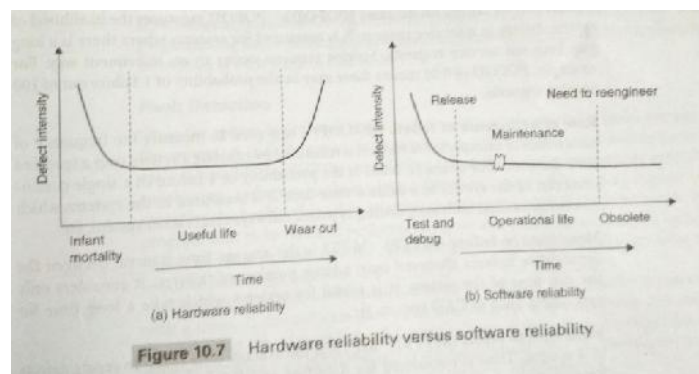 Defect intensity
Infant
mortality
Useful life
Wear out
Time
(a) Hardware reliability
Defect intensity
Release
Need to reengineer
Maintenance
Test and
debug
Operational life
Obsolete
Time
(b) Software reliability
Figure 10.7 Hardware reliability versus software reliability